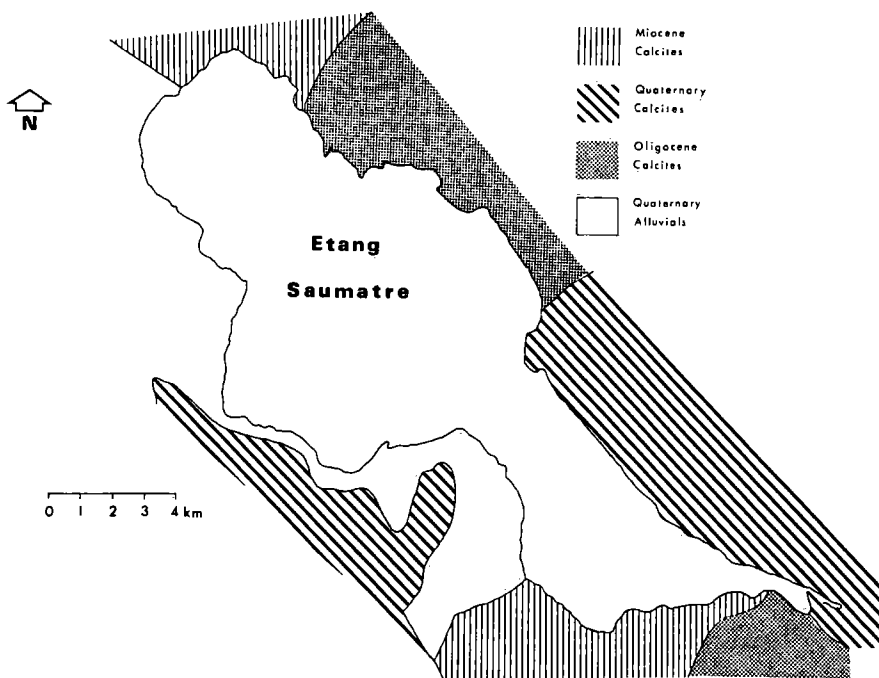 Miocene
Calcites
Quaternary
Calcites
Oligocene
Calcites
Quaternary
Alluvials
N
Etang
Saumatre
0 1 2 3 4 km